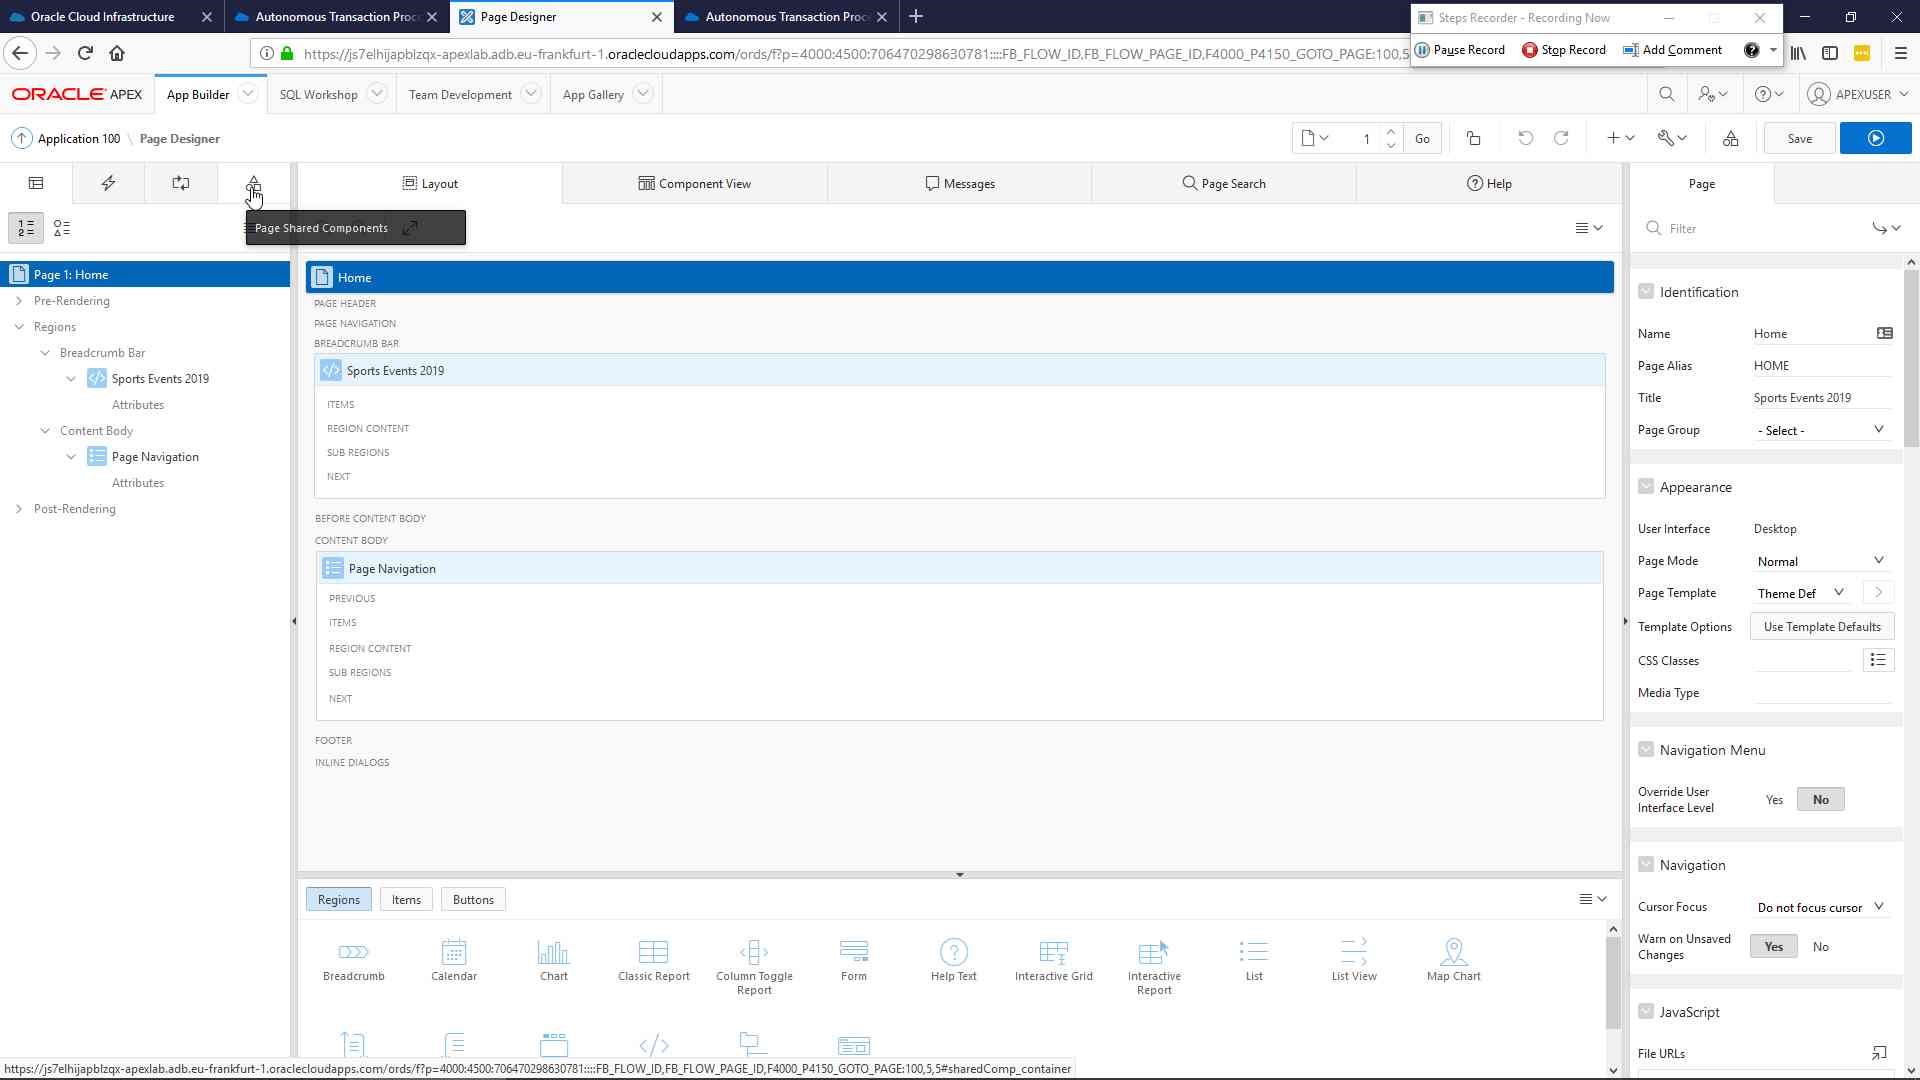 Oracle Cloud Infrastructure
Autonomous Transaction Proc
Page Designer
Autonomous Transaction Proc
Steps Recorder - Recording Now
Pause Record
Stop Record
Add Comment
https://js7elhijapblzqx-apexlab.adb.eu-frankfurt-1.oraclecloudapps.com/ords/f?p=4000:4500:706470298630781::::FB_FLOW_ID,FB_FLOW_PAGE_ID,F4000_P4150_GOTO_PAGE:100,5
ORACLE APEX
App Builder
SQL Workshop
Team Development
App Gallery
APEXUSER
Application 100 \ Page Designer
1
Go
Save
Layout
Component View
Messages
Page Search
Help
Page
Page Shared Components
Filter
Page 1: Home
Pre-Rendering
Regions
Breadcrumb Bar
Sports Events 2019
Attributes
Content Body
Page Navigation
Attributes
Post-Rendering
Home
PAGE HEADER
PAGE NAVIGATION
BREADCRUMB BAR
Sports Events 2019
ITEMS
REGION CONTENT
SUB REGIONS
NEXT
BEFORE CONTENT BODY
CONTENT BODY
Page Navigation
PREVIOUS
ITEMS
REGION CONTENT
SUB REGIONS
NEXT
FOOTER
INLINE DIALOGS
Regions
Items
Buttons
Breadcrumb
Calendar
Chart
Classic Report
Column Toggle
Report
Form
Help Text
Interactive Grid
Interactive
Report
List
List View
Map Chart
Identification
Name Home
Page Alias HOME
Title Sports Events 2019
Page Group - Select -
Appearance
User Interface Desktop
Page Mode Normal
Page Template Theme Def
Template Options Use Template Defaults
CSS Classes
Media Type
Navigation Menu
Override User
Interface Level
Yes No
Navigation
Cursor Focus Do not focus cursor
Warn on Unsaved
Changes
Yes No
JavaScript
File URLs
https://js7elhijapblzqx-apexlab.adb.eu-frankfurt-1.oraclecloudapps.com/ords/f?p=4000:4500:706470298630781::::FB_FLOW_ID,FB_FLOW_PAGE_ID,F4000_P4150_GOTO_PAGE:100,5,5#sharedComp_container